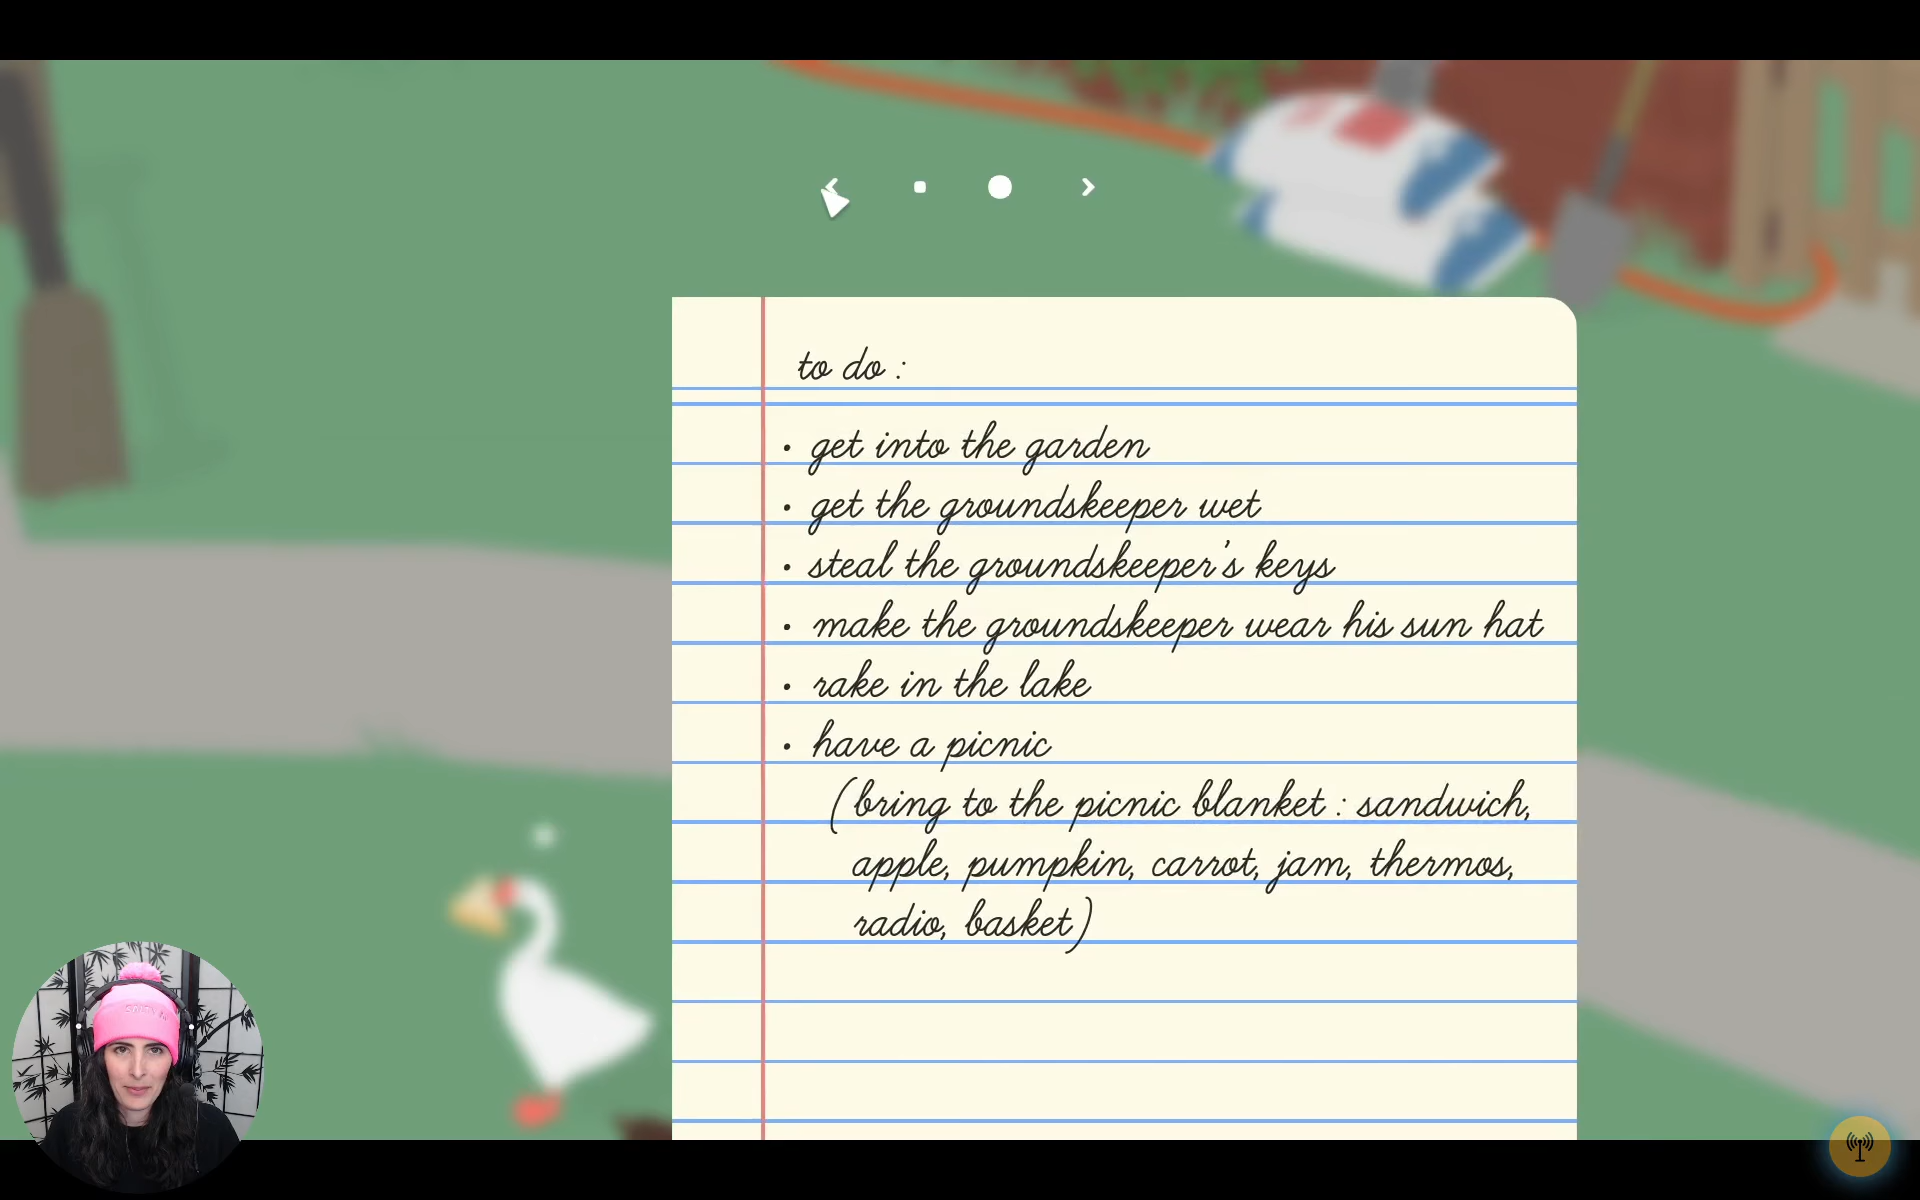 to do :
• get into the garden
• get the groundskeeper wet
• steal the groundskeeper's keys
• make the groundskeeper wear his sun hat
• rake in the lake
• have a picnic
(bring to the picnic blanket : sandwich,
apple, pumpkin, carrot, jam, thermos,
radio, basket)